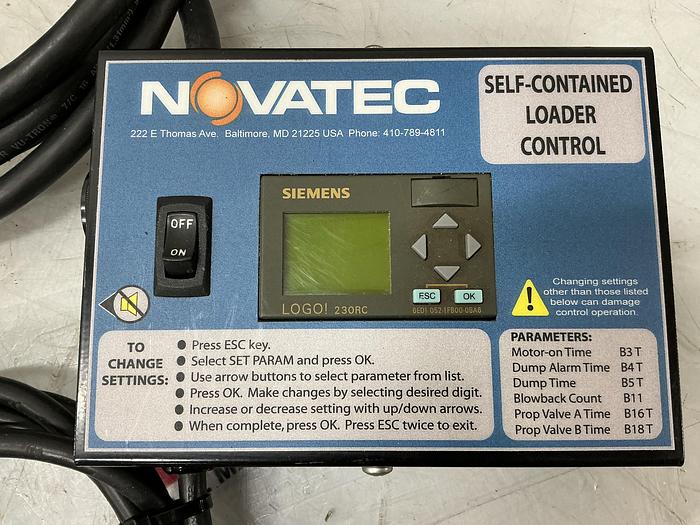 NOVATEC
222 E Thomas Ave. Baltimore, MD 21225 USA Phone: 410-789-4811
SELF-CONTAINED
LOADER
CONTROL
OFF
ON
SIEMENS
ESC
OK
LOGO! 230RC
6ED1 052-1FB00-0BA6
Changing settings
other than those listed
below can damage
control operation.
TO
CHANGE
SETTINGS:
● Press ESC key.
● Select SET PARAM and press OK.
● Use arrow buttons to select parameter from list.
● Press OK. Make changes by selecting desired digit.
● Increase or decrease setting with up/down arrows.
● When complete, press OK. Press ESC twice to exit.
PARAMETERS:
Motor-on Time B3 T
Dump Alarm Time B4 T
Dump Time B5 T
Blowback Count B11
Prop Valve A Time B16 T
Prop Valve B Time B18 T